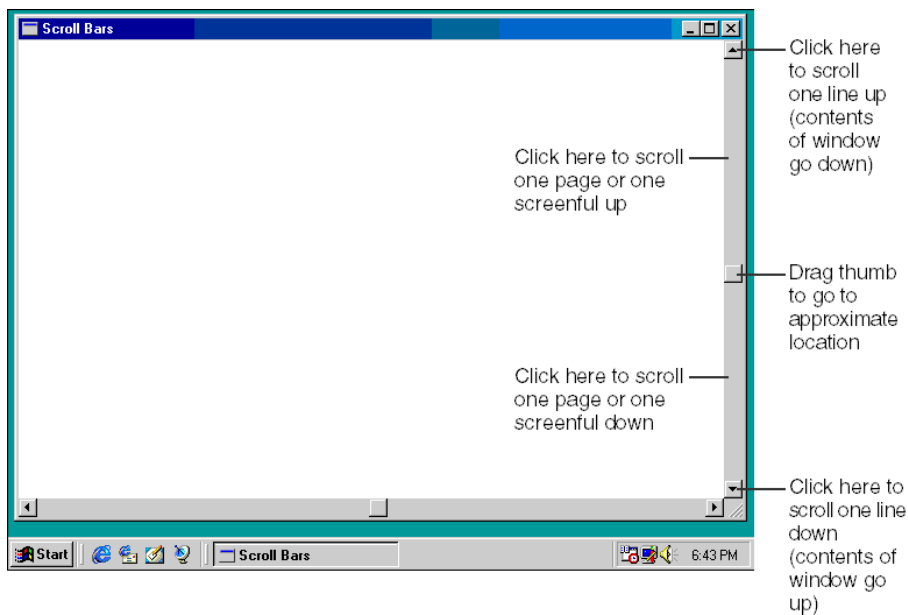 Scroll Bars
Click here
to scroll
one line up
(contents
of window
go down)
Click here to scroll
one page or one
screenful up
Drag thumb
to go to
approximate
location
Click here to scroll
one page or one
screenful down
Click here to
scroll one line
down
(contents of
window go
up)
Start
Scroll Bars
6:43 PM